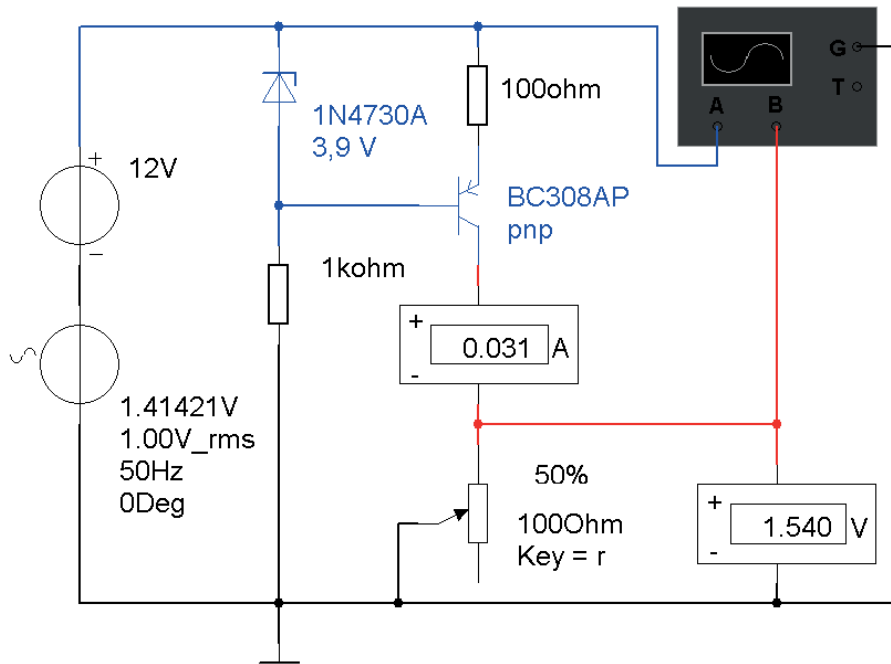 G
T
A
B
100ohm
1N4730A
3,9 V
+
12V
-
BC308AP
pnp
1kohm
+
0.031 A
-
1.41421V
1.00V_rms
50Hz
0Deg
50%
100Ohm
Key = r
+
1.540 V
-